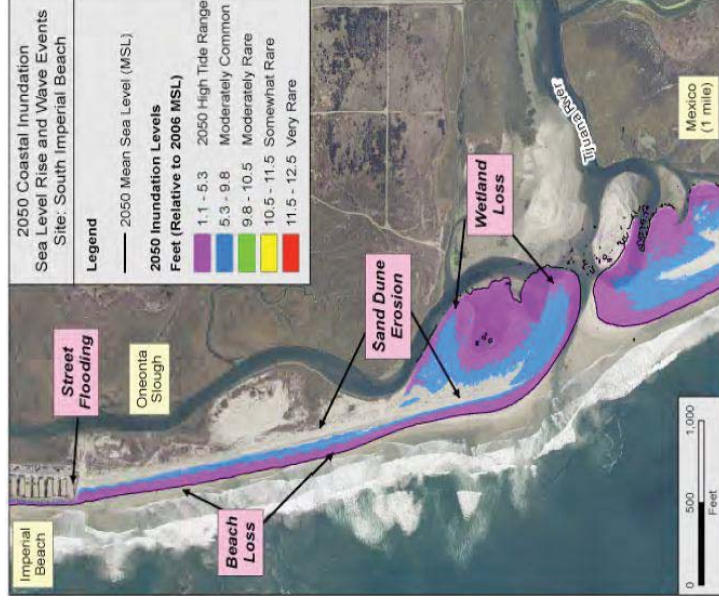 2050 Coastal Inundation
Sea Level Rise and Wave Events
Site: South Imperial Beach
Legend
2050 Mean Sea Level (MSL)
2050 Inundation Levels
Feet (Relative to 2006 MSL)
1.1 - 5.3 2050 High Tide Range
5.3 - 9.8 Moderately Common
9.8 - 10.5 Moderately Rare
10.5 - 11.5 Somewhat Rare
11.5 - 12.5 Very Rare
Imperial
Beach
Street
Flooding
Oneonta
Slough
Beach
Loss
Sand Dune
Erosion
Wetland
Loss
Tijuana River
Mexico
(1 mile)
0 500 1,000
Feet